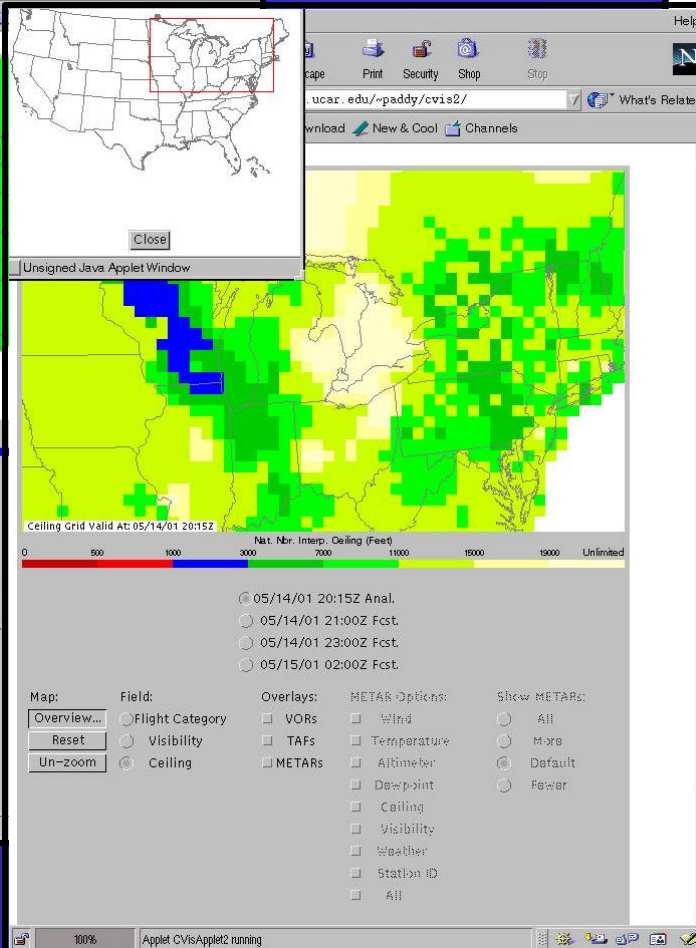 Help
cape Print Security Shop Stop
N
.ucar.edu/~paddy/cvis2/ What's Relate
wnload New & Cool Channels
Close
Unsigned Java Applet Window
Ceiling Grid Valid At: 05/14/01 20:15Z
Nat. Nbr. Interp. Ceiling (Feet)
0 500 1000 3000 7000 11000 15000 19000 Unlimited
05/14/01 20:15Z Anal.
05/14/01 21:00Z Fcst.
05/14/01 23:00Z Fcst.
05/15/01 02:00Z Fcst.
Map: Field: Overlays: METAR Options: Show METARs:
Overview... Flight Category VORs Wind All
Reset Visibility TAFs Temperature More
Un-zoom Ceiling METARs Altimeter Default
Dewpoint Fewer
Ceiling
Visibility
Weather
Station ID
All
100% Applet CVisApplet2 running